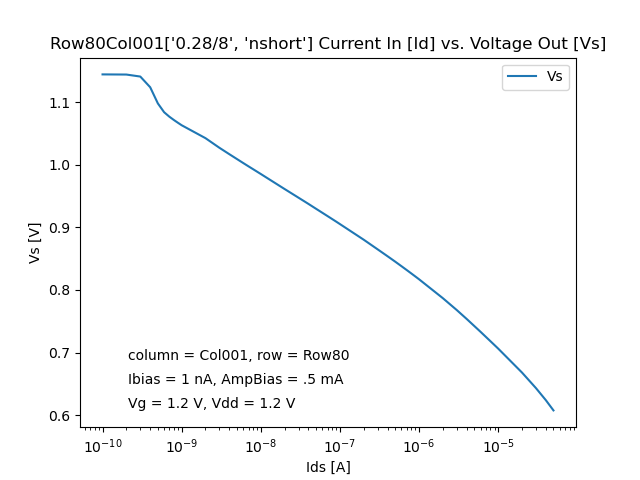 Row80Col001['0.28/8', 'nshort'] Current In [Id] vs. Voltage Out [Vs]
Vs
1.1
1.0
0.9
0.8
0.7
0.6
Vs [V]
column = Col001, row = Row80
Ibias = 1 nA, AmpBias = .5 mA
Vg = 1.2 V, Vdd = 1.2 V
10⁻¹⁰ 10⁻⁹ 10⁻⁸ 10⁻⁷ 10⁻⁶ 10⁻⁵
Ids [A]